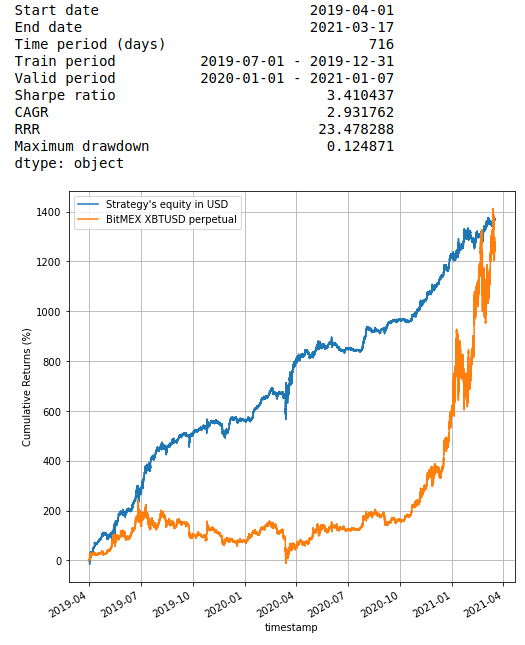 Start date 2019-04-01
End date 2021-03-17
Time period (days) 716
Train period 2019-07-01 - 2019-12-31
Valid period 2020-01-01 - 2021-01-07
Sharpe ratio 3.410437
CAGR 2.931762
RRR 23.478288
Maximum drawdown 0.124871
dtype: object
Strategy's equity in USD
BitMEX XBTUSD perpetual
1400
1200
1000
800
600
400
200
0
Cumulative Returns (%)
2019-04
2019-07
2019-10
2020-01
2020-04
2020-07
2020-10
2021-01
2021-04
timestamp